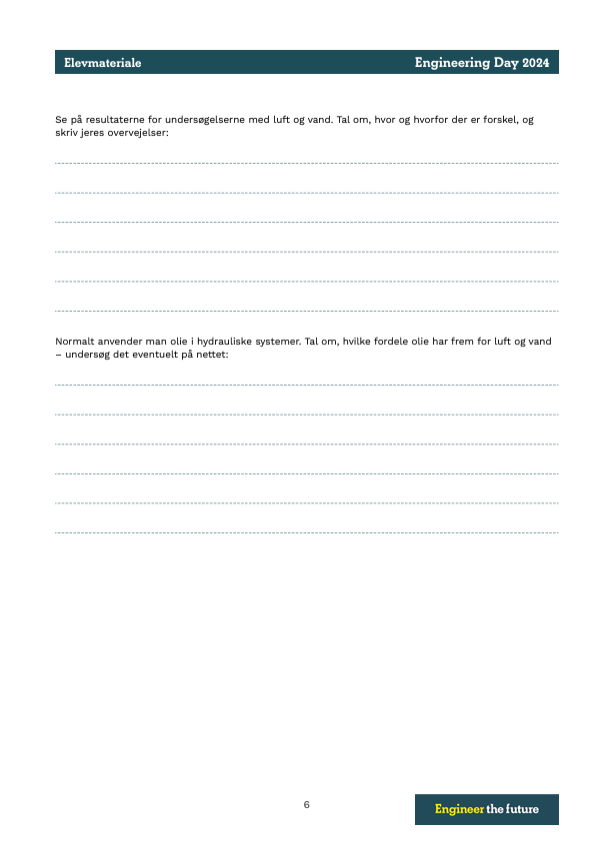 Elevmateriale
Engineering Day 2024
Se på resultaterne for undersøgelserne med luft og vand. Tal om, hvor og hvorfor der er forskel, og
skriv jeres overvejelser:
Normalt anvender man olie i hydrauliske systemer. Tal om, hvilke fordele olie har frem for luft og vand
– undersøg det eventuelt på nettet:
6
Engineer the future